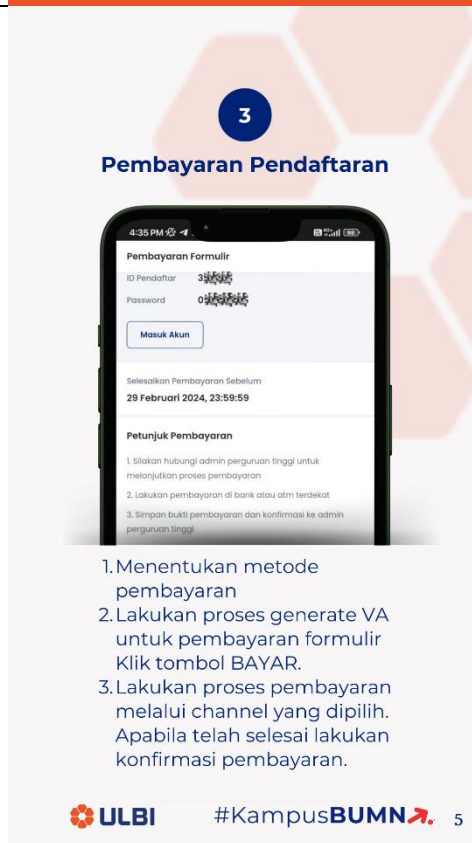 3
Pembayaran Pendaftaran
4:35 PM
Pembayaran Formulir
ID Pendaftar 3
Password 0
Masuk Akun
Selesaikan Pembayaran Sebelum
29 Februari 2024, 23:59:59
Petunjuk Pembayaran
1. Silakan hubungi admin perguruan tinggi untuk
melanjutkan proses pembayaran
2. Lakukan pembayaran di bank atau atm terdekat
3. Simpan bukti pembayaran dan konfirmasi ke admin
perguruan tinggi
1. Menentukan metode
pembayaran
2. Lakukan proses generate VA
untuk pembayaran formulir
Klik tombol BAYAR.
3. Lakukan proses pembayaran
melalui channel yang dipilih.
Apabila telah selesai lakukan
konfirmasi pembayaran.
ULBI #KampusBUMN 5